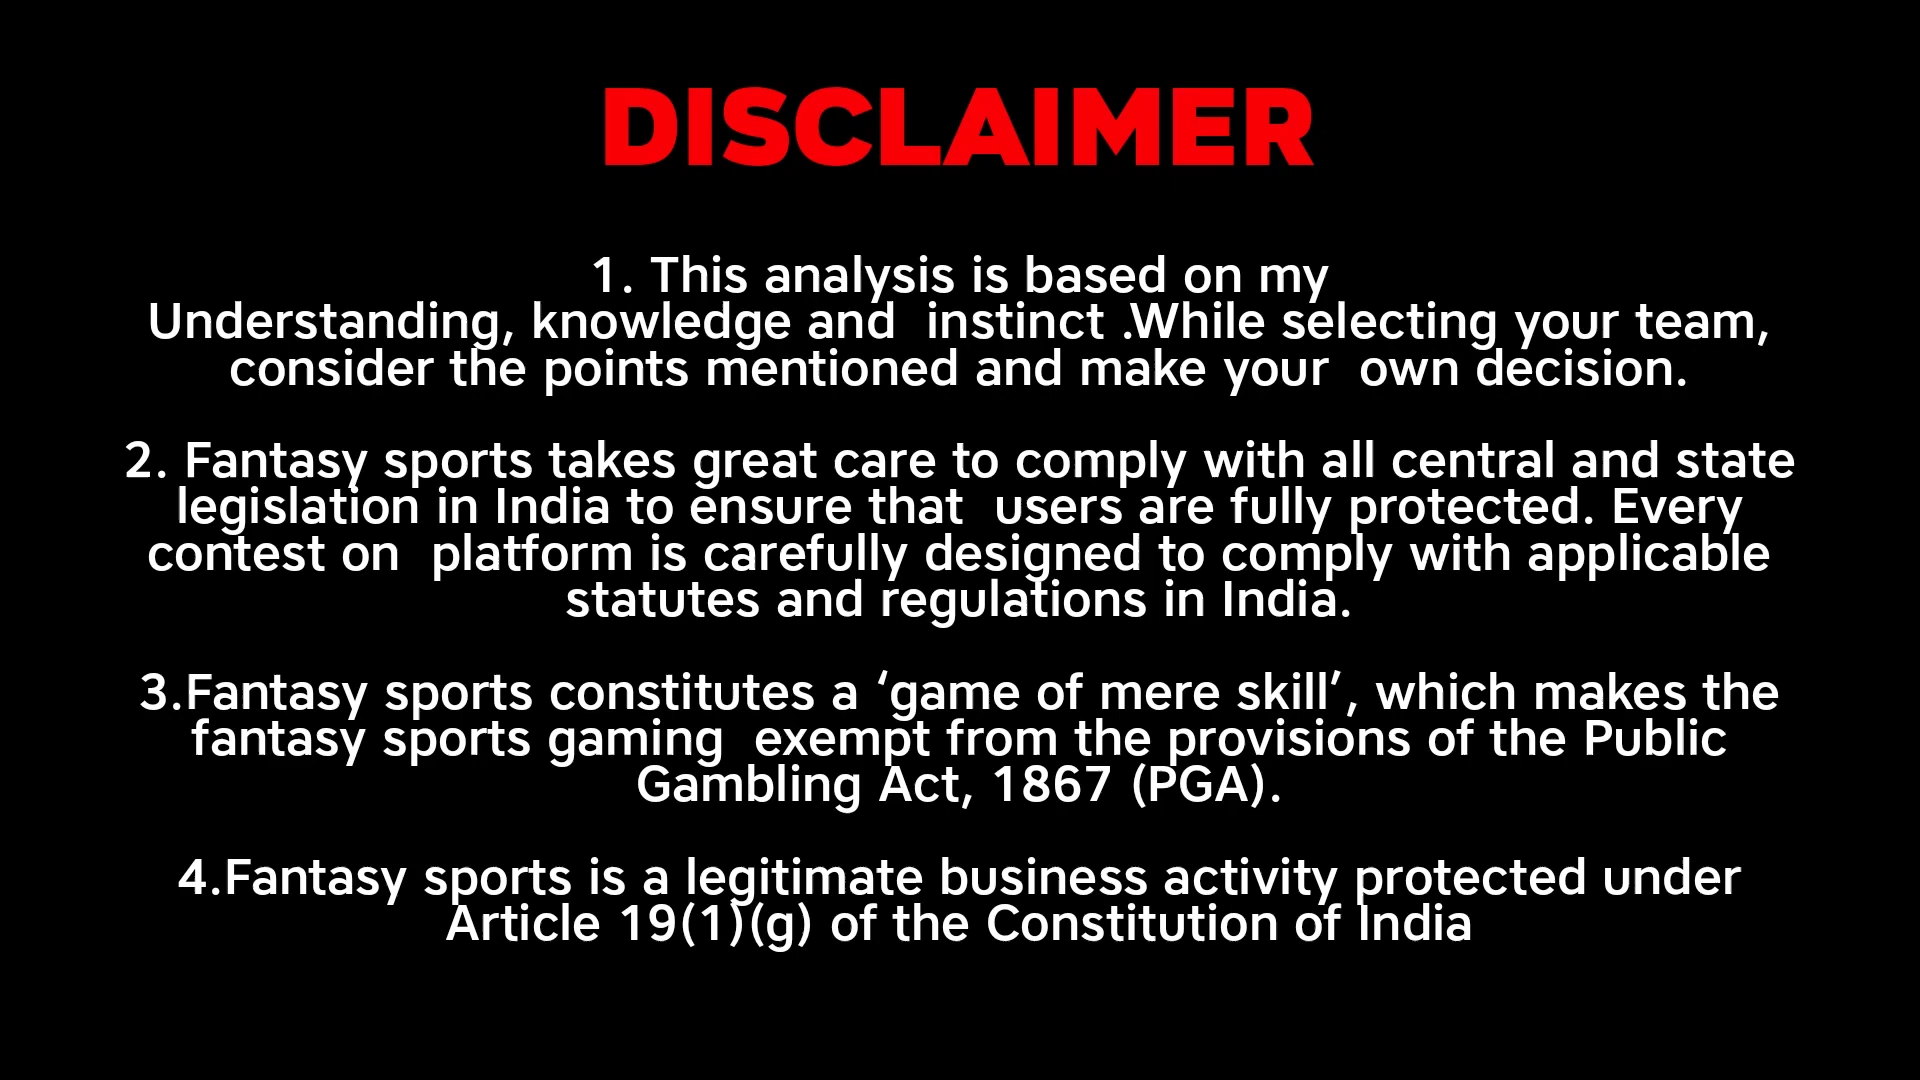 DISCLAIMER
1. This analysis is based on my
Understanding, knowledge and  instinct .While selecting your team,
consider the points mentioned and make your  own decision.
2. Fantasy sports takes great care to comply with all central and state
legislation in India to ensure that  users are fully protected. Every
contest on  platform is carefully designed to comply with applicable
statutes and regulations in India.
3.Fantasy sports constitutes a ‘game of mere skill’, which makes the
fantasy sports gaming  exempt from the provisions of the Public
Gambling Act, 1867 (PGA).
4.Fantasy sports is a legitimate business activity protected under
Article 19(1)(g) of the Constitution of India